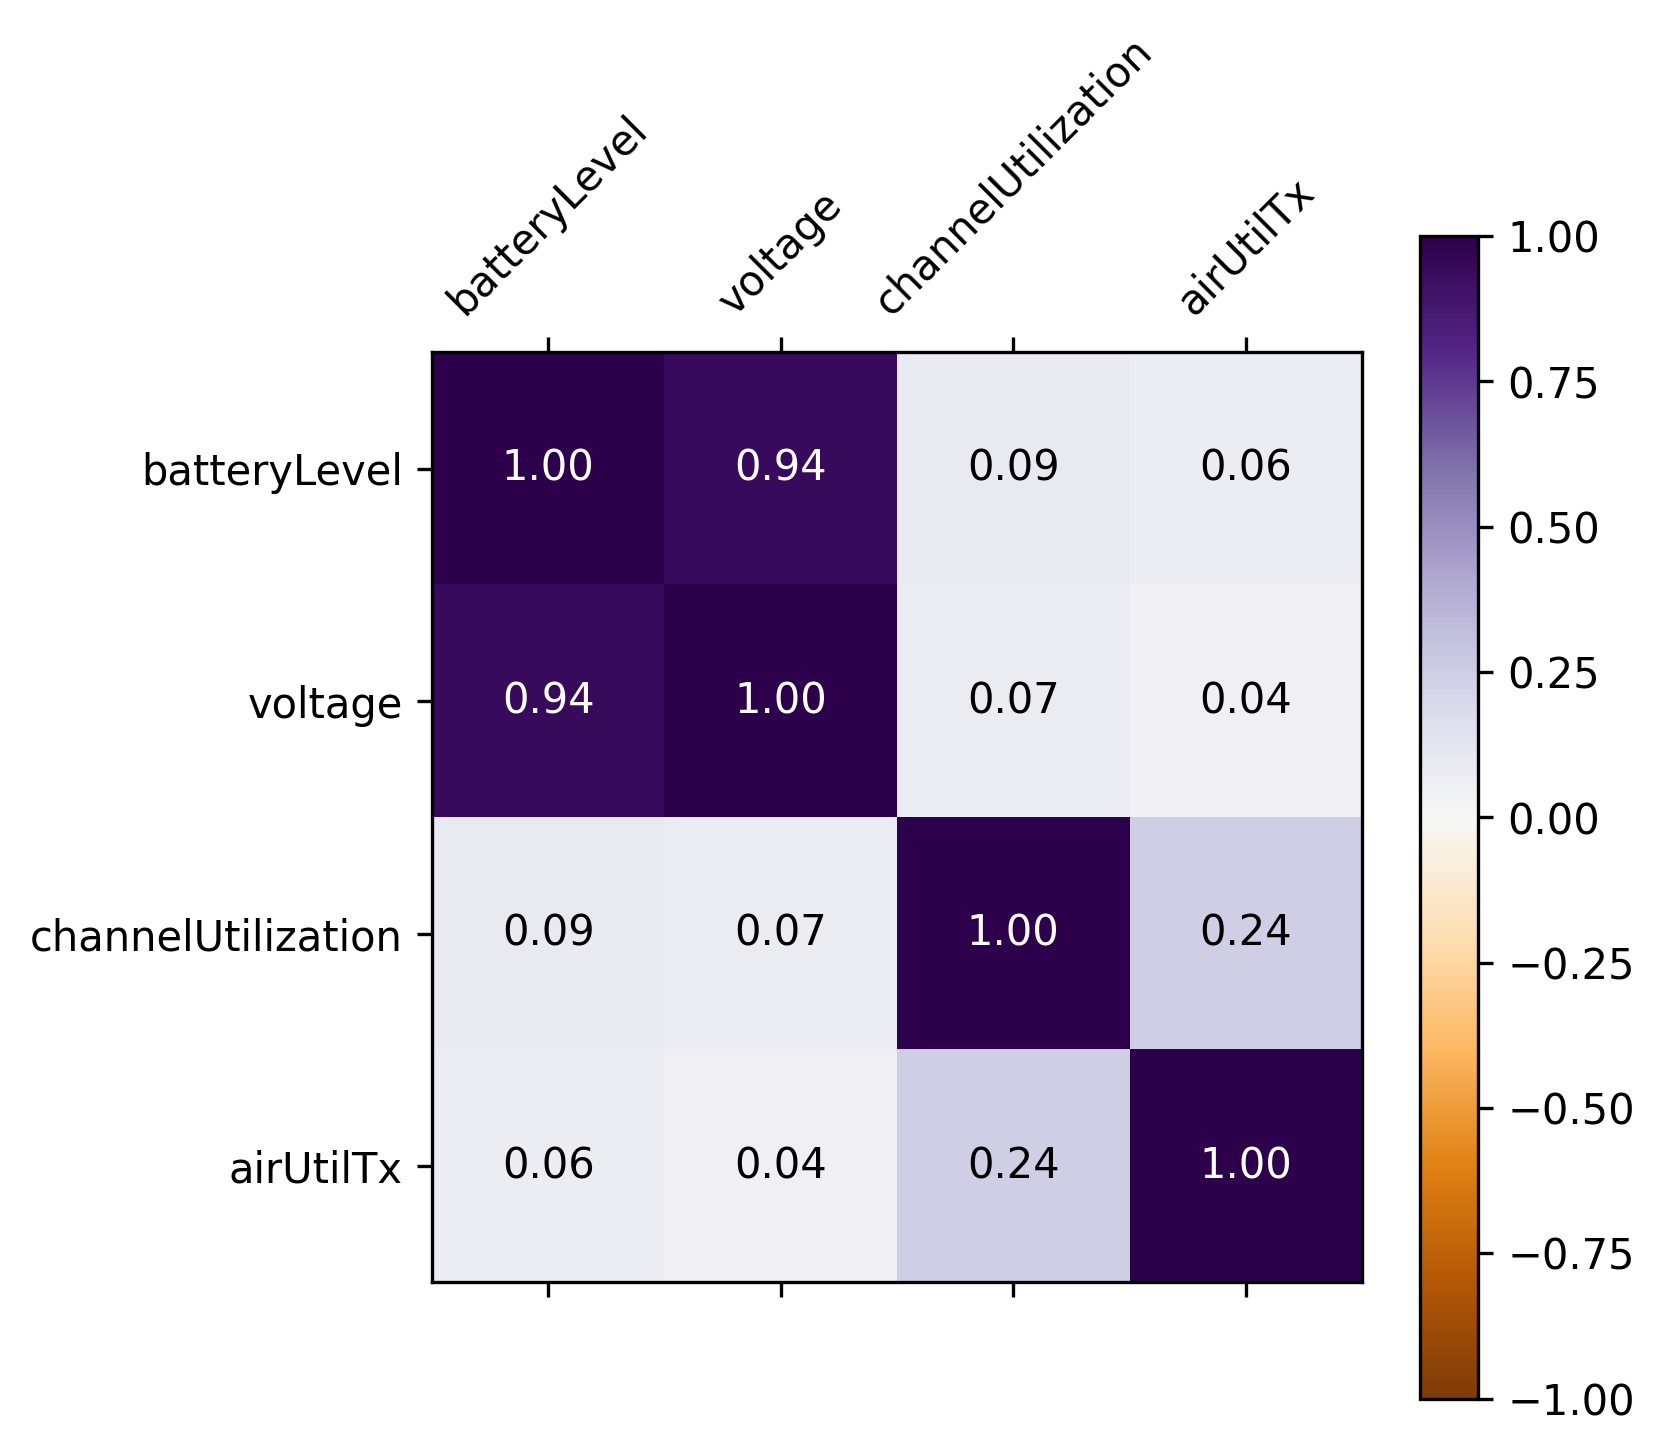 batteryLevel
voltage
channelUtilization
airUtilTx
batteryLevel 1.00 0.94 0.09 0.06
voltage 0.94 1.00 0.07 0.04
channelUtilization 0.09 0.07 1.00 0.24
airUtilTx 0.06 0.04 0.24 1.00
1.00
0.75
0.50
0.25
0.00
−0.25
−0.50
−0.75
−1.00